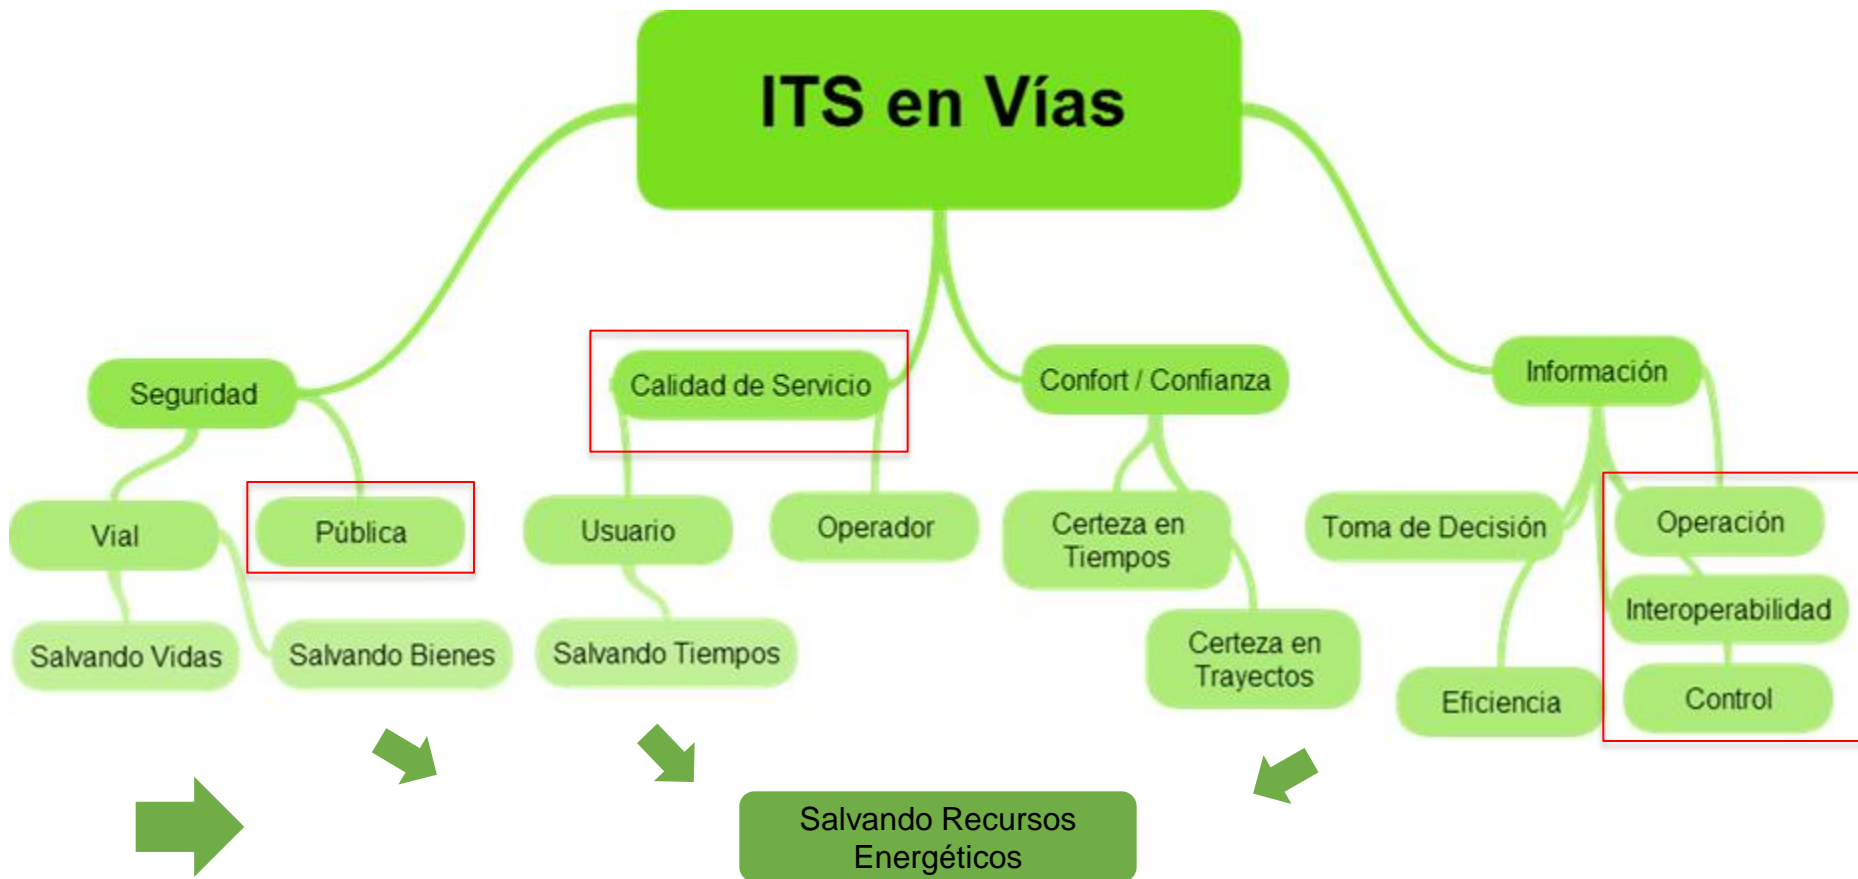 ITS en Vías
Seguridad
Calidad de Servicio
Confort / Confianza
Información
Vial
Pública
Usuario
Operador
Certeza en
Tiempos
Toma de Decisión
Operación
Interoperabilidad
Salvando Vidas
Salvando Bienes
Salvando Tiempos
Certeza en
Trayectos
Eficiencia
Control
Salvando Recursos
Energéticos